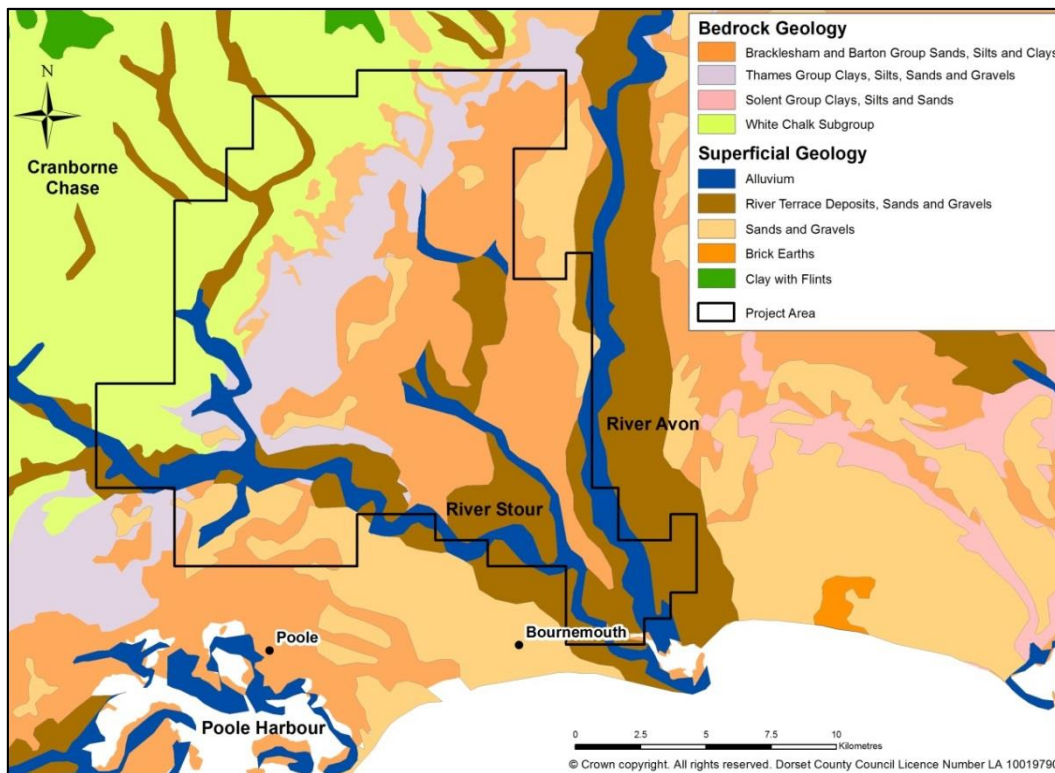 Bedrock Geology
Bracklesham and Barton Group Sands, Silts and Clays
Thames Group Clays, Silts, Sands and Gravels
Solent Group Clays, Silts and Sands
White Chalk Subgroup
Superficial Geology
Alluvium
River Terrace Deposits, Sands and Gravels
Sands and Gravels
Brick Earths
Clay with Flints
Project Area
N
Cranborne
Chase
River Avon
River Stour
Bournemouth
Poole
Poole Harbour
0 2.5 5 7.5 10
Kilometres
© Crown copyright. All rights reserved. Dorset County Council Licence Number LA 10019790